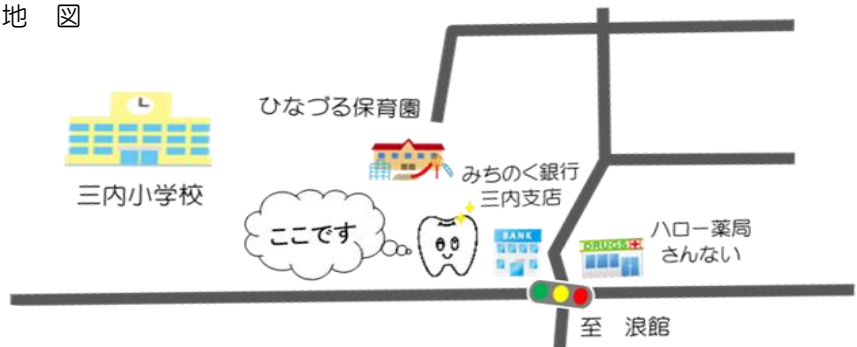 地 図
ひなづる保育園
三内小学校
みちのく銀行
三内支店
ここです
BANK
DRUGS
ハロー薬局
さんない
至 浪館